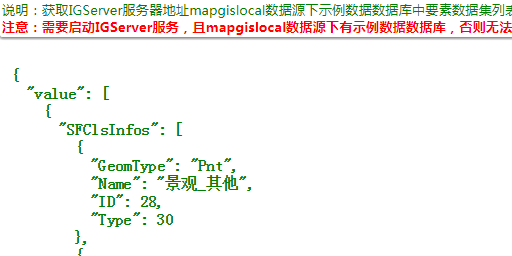 说明：获取IGServer服务器地址mapgislocal数据源下示例数据数据库中要素数据集列表
注意：需要启动IGServer服务，且mapgislocal数据源下有示例数据数据库，否则无法
{
"value": [
{
"SFClsInfos": [
{
"GeomType": "Pnt",
"Name": "景观_其他",
"ID": 28,
"Type": 30
},
{